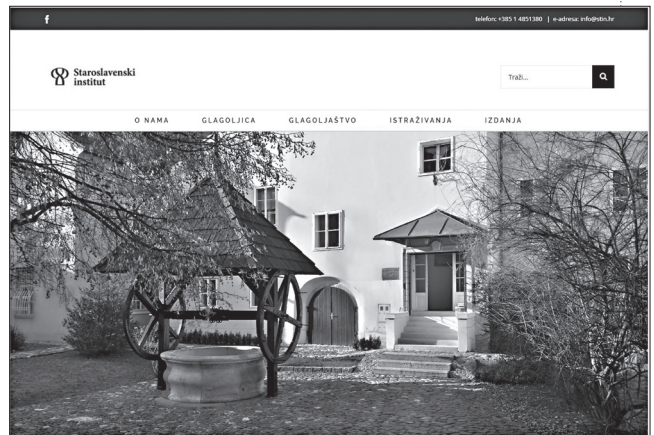 telefon: +385 1 4851380 | e-adresa: info@stin.hr
Staroslavenski
institut
Traži...
O NAMA GLAGOLJICA GLAGOLJAŠTVO ISTRAŽIVANJA IZDANJA